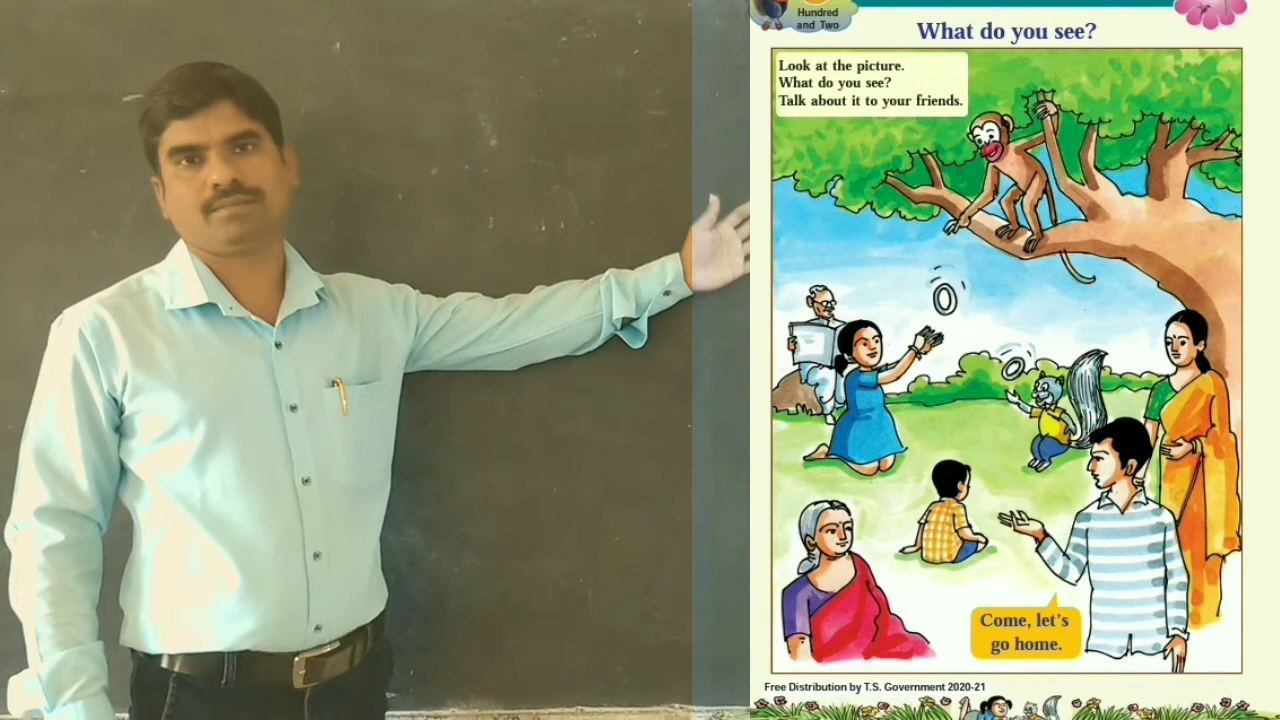 Hundred
and Two
What do you see?
Look at the picture.
What do you see?
Talk about it to your friends.
Come, let's
go home.
Free Distribution by T.S. Government 2020-21